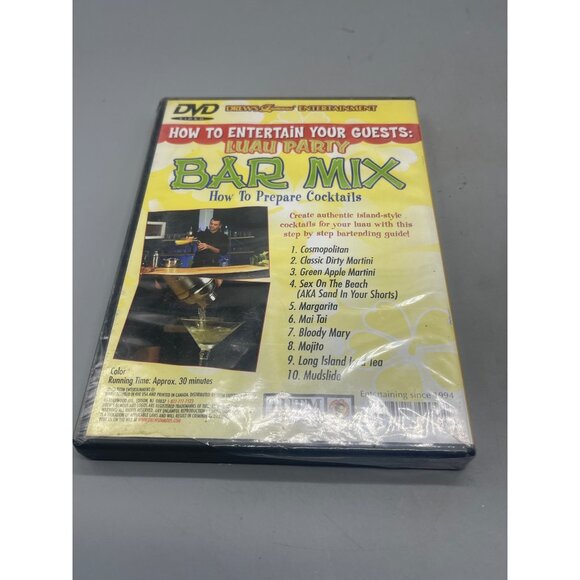 DVD
VIDEO
DREW'S Famous ENTERTAINMENT
HOW TO ENTERTAIN YOUR GUESTS:
LUAU PARTY
BAR MIX
How To Prepare Cocktails
Create authentic island-style
cocktails for your luau with this
step by step bartending guide!
1. Cosmopolitan
2. Classic Dirty Martini
3. Green Apple Martini
4. Sex On The Beach
(AKA Sand In Your Shorts)
5. Margarita
6. Mai Tai
7. Bloody Mary
8. Mojito
9. Long Island Iced Tea
10. Mudslide
Color
Running Time: Approx. 30 minutes
Entertaining since 1994